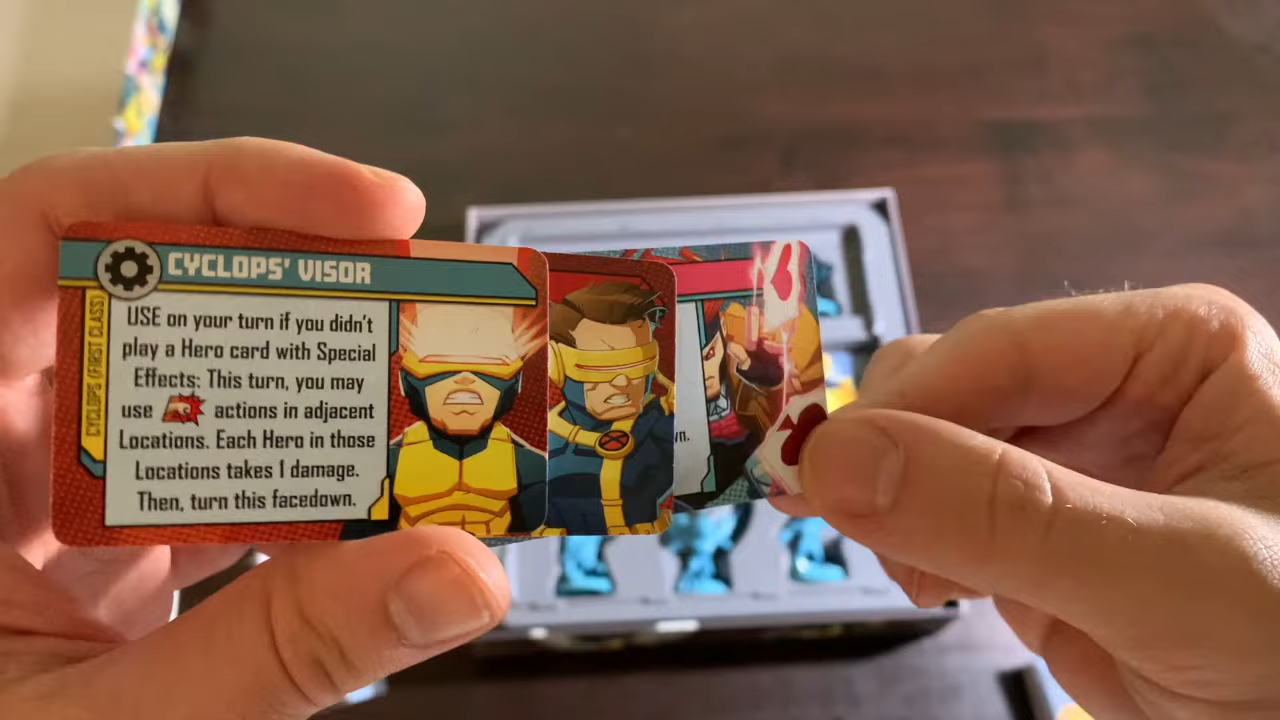 CYCLOPS' VISOR
CYCLOPS (FIRST CLASS)
USE on your turn if you didn't
play a Hero card with Special
Effects: This turn, you may
use actions in adjacent
Locations. Each Hero in those
Locations takes 1 damage.
Then, turn this facedown.